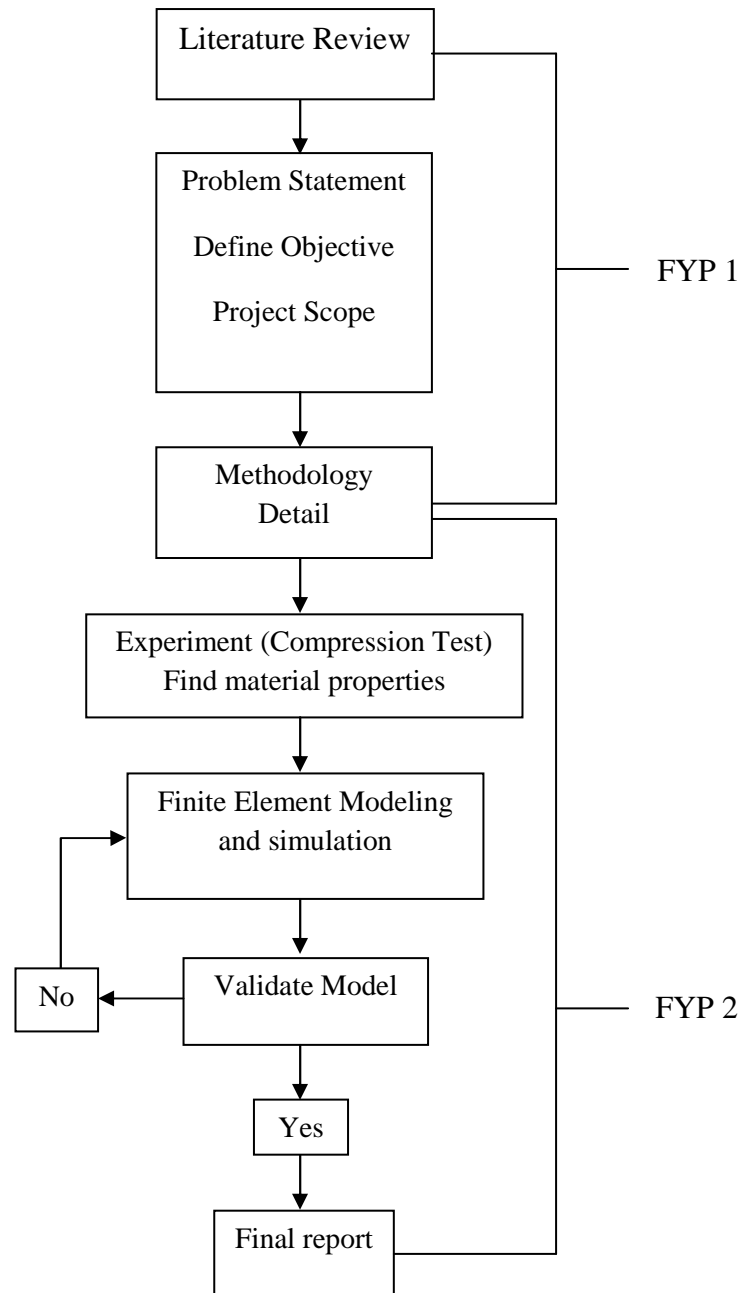 Literature Review
Problem Statement
Define Objective
Project Scope
FYP 1
Methodology
Detail
Experiment (Compression Test)
Find material properties
Finite Element Modeling
and simulation
No
Validate Model
FYP 2
Yes
Final report